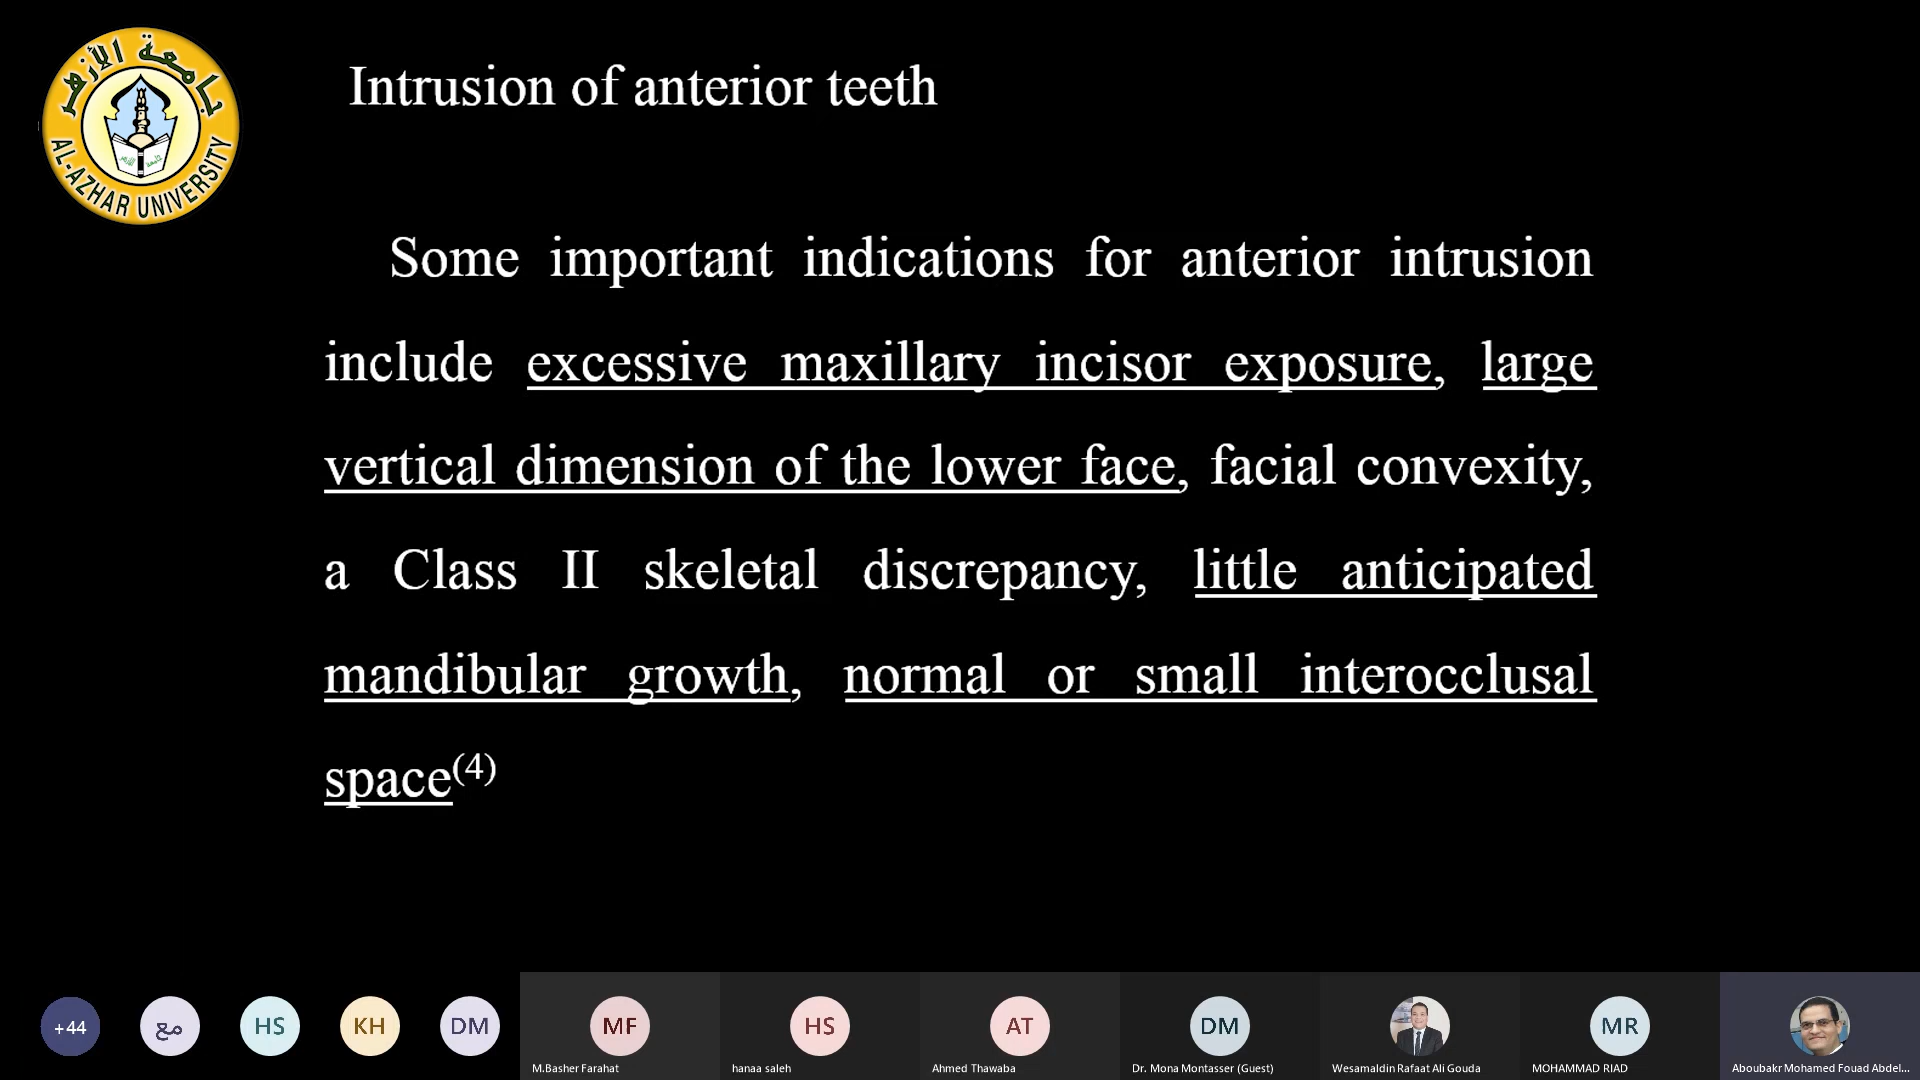 جامعة الأزهر
AL-AZHAR UNIVERSITY
Intrusion of anterior teeth
Some important indications for anterior intrusion
include excessive maxillary incisor exposure, large
vertical dimension of the lower face, facial convexity,
a Class II skeletal discrepancy, little anticipated
mandibular growth, normal or small interocclusal
space(4)
+44
مع
HS
KH
DM
MF
HS
AT
DM
MR
M.Basher Farahat
hanaa saleh
Ahmed Thawaba
Dr. Mona Montasser (Guest)
Wesamaldin Rafaat Ali Gouda
MOHAMMAD RIAD
Aboubakr Mohamed Fouad Abdel...